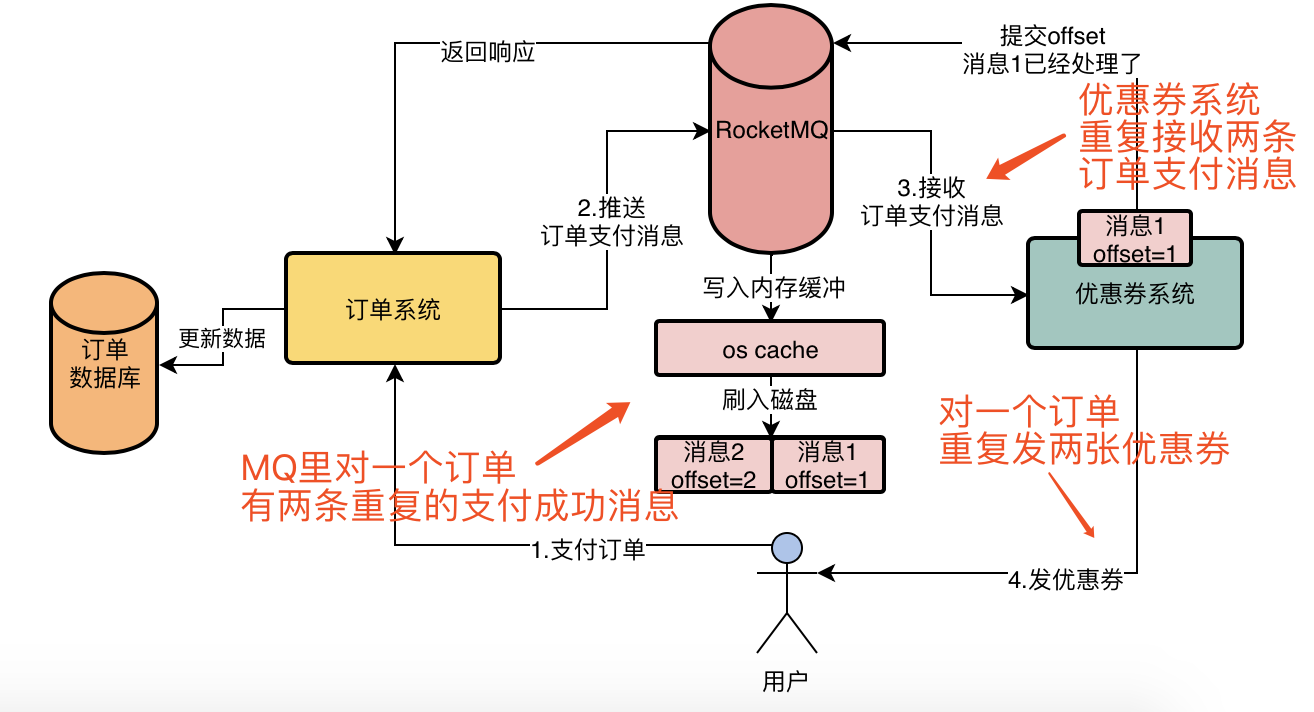 返回响应
提交offset
消息1已经处理了
优惠券系统
重复接收两条
订单支付消息
RocketMQ
3.接收
订单支付消息
2.推送
订单支付消息
消息1
offset=1
优惠券系统
写入内存缓冲
订单系统
更新数据
订单
数据库
os cache
刷入磁盘
对一个订单
重复发两张优惠券
消息2
offset=2
消息1
offset=1
MQ里对一个订单
有两条重复的支付成功消息
1.支付订单
4.发优惠券
用户